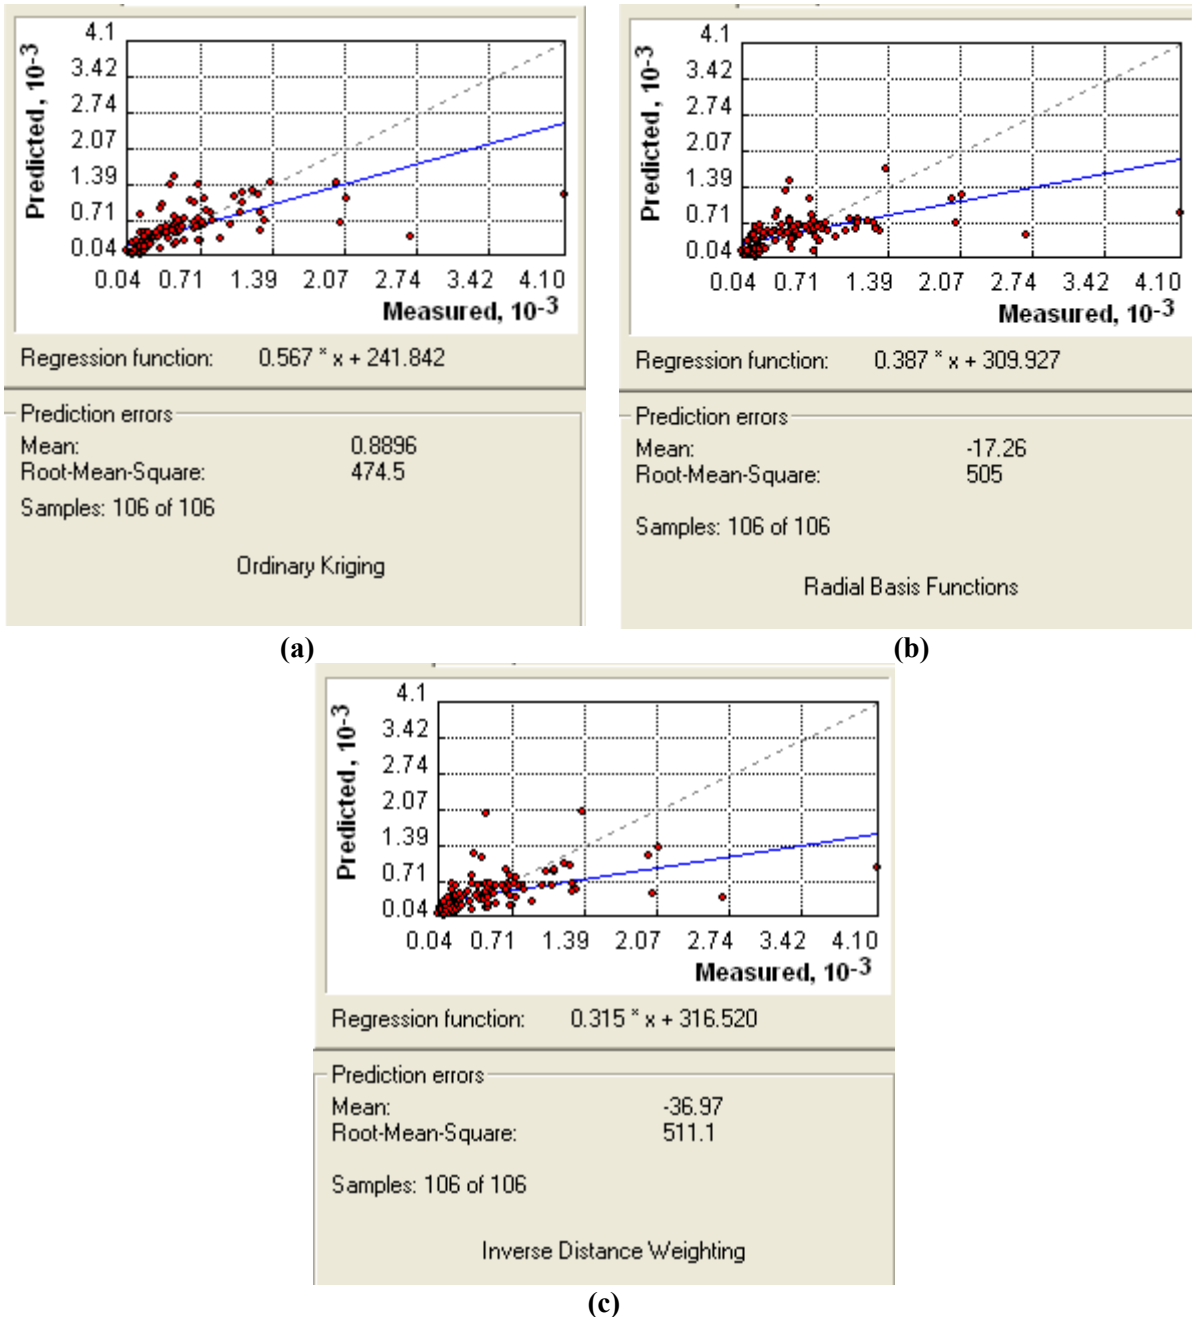 Predicted, 10-3
4.1
3.42
2.74
2.07
1.39
0.71
0.04
0.04 0.71 1.39 2.07 2.74 3.42 4.10
Measured, 10-3
Regression function: 0.567 * x + 241.842
Prediction errors
Mean: 0.8896
Root-Mean-Square: 474.5
Samples: 106 of 106
Ordinary Kriging
(a)
Predicted, 10-3
4.1
3.42
2.74
2.07
1.39
0.71
0.04
0.04 0.71 1.39 2.07 2.74 3.42 4.10
Measured, 10-3
Regression function: 0.387 * x + 309.927
Prediction errors
Mean: -17.26
Root-Mean-Square: 505
Samples: 106 of 106
Radial Basis Functions
(b)
Predicted, 10-3
4.1
3.42
2.74
2.07
1.39
0.71
0.04
0.04 0.71 1.39 2.07 2.74 3.42 4.10
Measured, 10-3
Regression function: 0.315 * x + 316.520
Prediction errors
Mean: -36.97
Root-Mean-Square: 511.1
Samples: 106 of 106
Inverse Distance Weighting
(c)